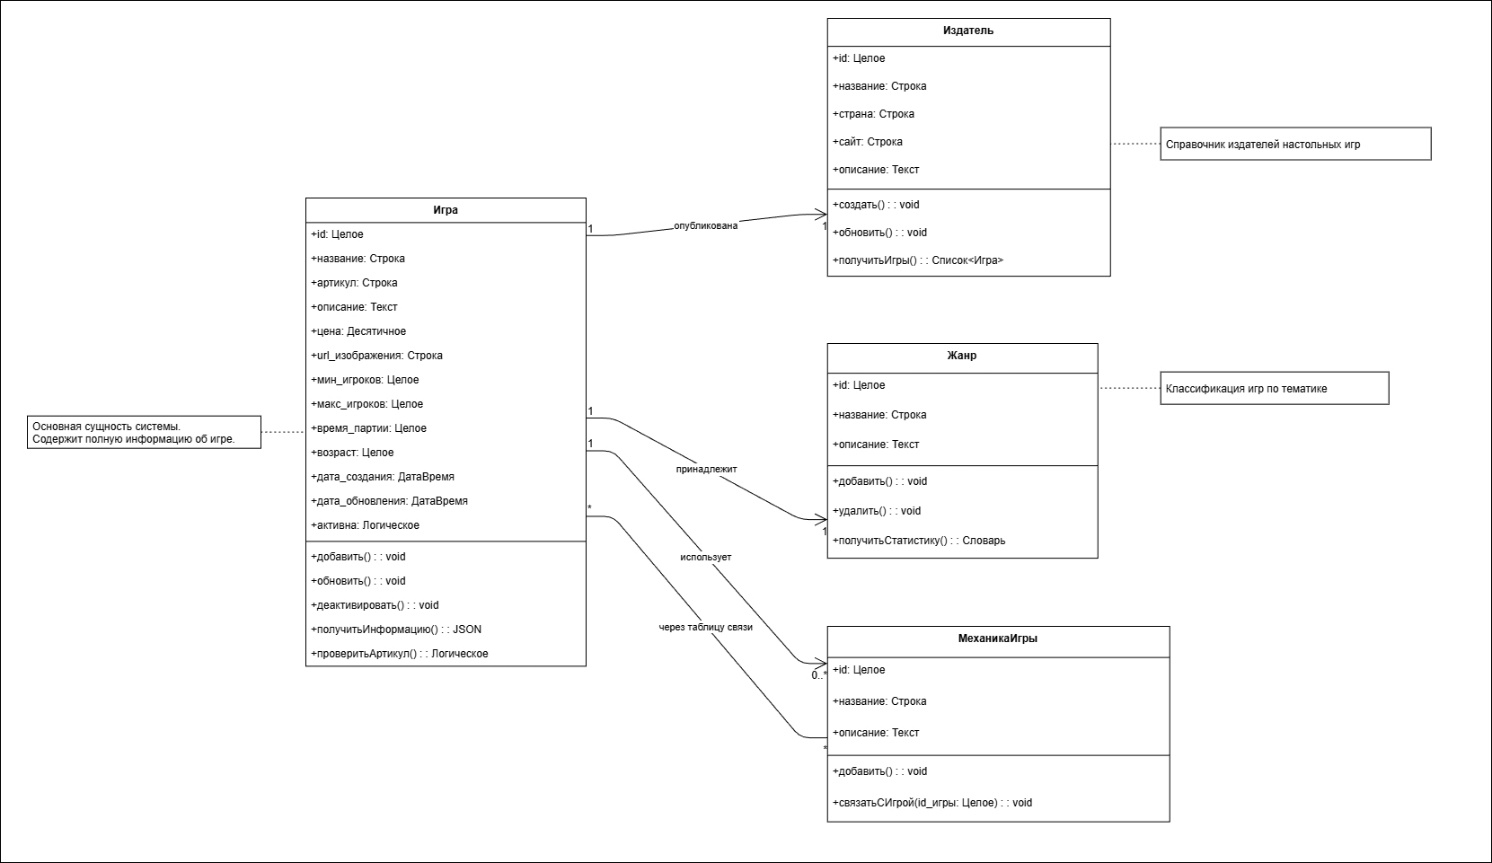 Издатель
+id: Целое
+название: Строка
+страна: Строка
+сайт: Строка
+описание: Текст
+создать() : : void
+обновить() : : void
+получитьИгры() : : Список<Игра>
Справочник издателей настольных игр
Игра
+id: Целое
+название: Строка
+артикул: Строка
+описание: Текст
+цена: Десятичное
+url_изображения: Строка
+мин_игроков: Целое
+макс_игроков: Целое
+время_партии: Целое
+возраст: Целое
+дата_создания: ДатаВремя
+дата_обновления: ДатаВремя
+активна: Логическое
+добавить() : : void
+обновить() : : void
+деактивировать() : : void
+получитьИнформацию() : : JSON
+проверитьАртикул() : : Логическое
Основная сущность системы.
Содержит полную информацию об игре.
1
опубликована
1
1
принадлежит
1
1
использует
0..*
*
через таблицу связи
*
Жанр
+id: Целое
+название: Строка
+описание: Текст
+добавить() : : void
+удалить() : : void
+получитьСтатистику() : : Словарь
Классификация игр по тематике
МеханикаИгры
+id: Целое
+название: Строка
+описание: Текст
+добавить() : : void
+связатьСИгрой(id_игры: Целое) : : void